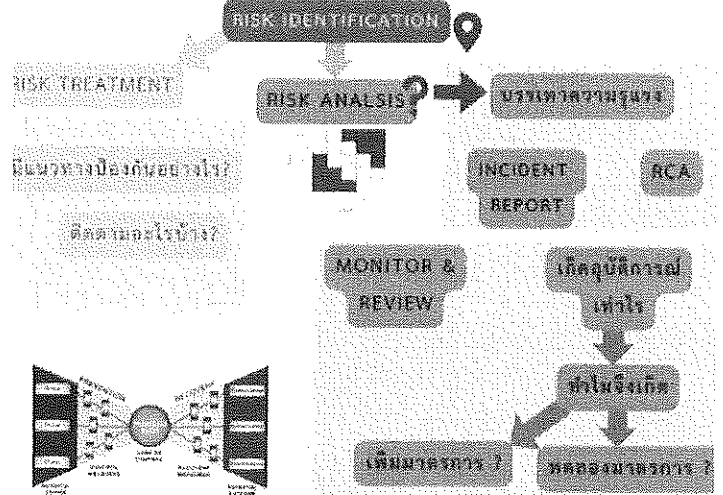 RISK IDENTIFICATION
RISK TREATMENT
RISK ANALSIS
?
บรรเทาความรุนแรง
มีแนวทางป้องกันอย่างไร?
ติดตามอะไรบ้าง?
INCIDENT
REPORT
RCA
MONITOR &
REVIEW
เกิดอุบัติการณ์
เท่าไร
ทำไมจึงเกิด
เพิ่มมาตรการ ?
ทดลองมาตรการ ?